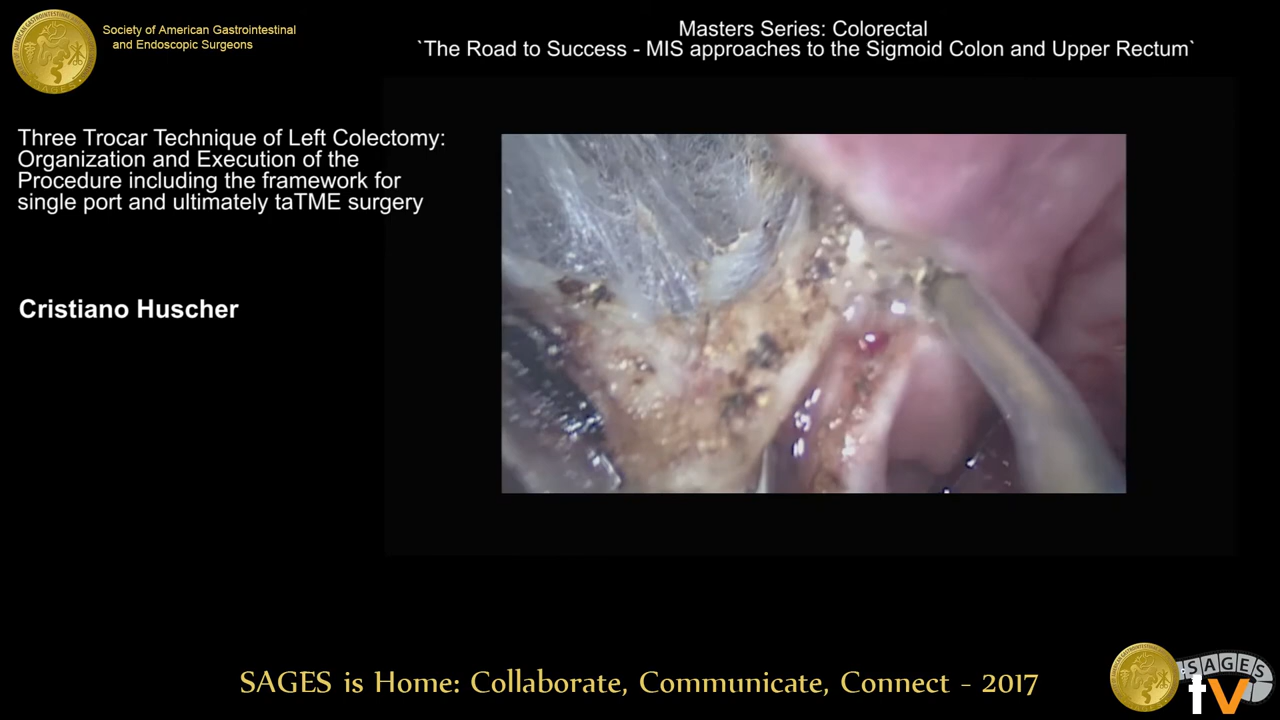 Society of American Gastrointestinal
and Endoscopic Surgeons
Masters Series: Colorectal
`The Road to Success - MIS approaches to the Sigmoid Colon and Upper Rectum`
Three Trocar Technique of Left Colectomy:
Organization and Execution of the
Procedure including the framework for
single port and ultimately taTME surgery
Cristiano Huscher
SAGES is Home: Collaborate, Communicate, Connect - 2017
SAGES
tv